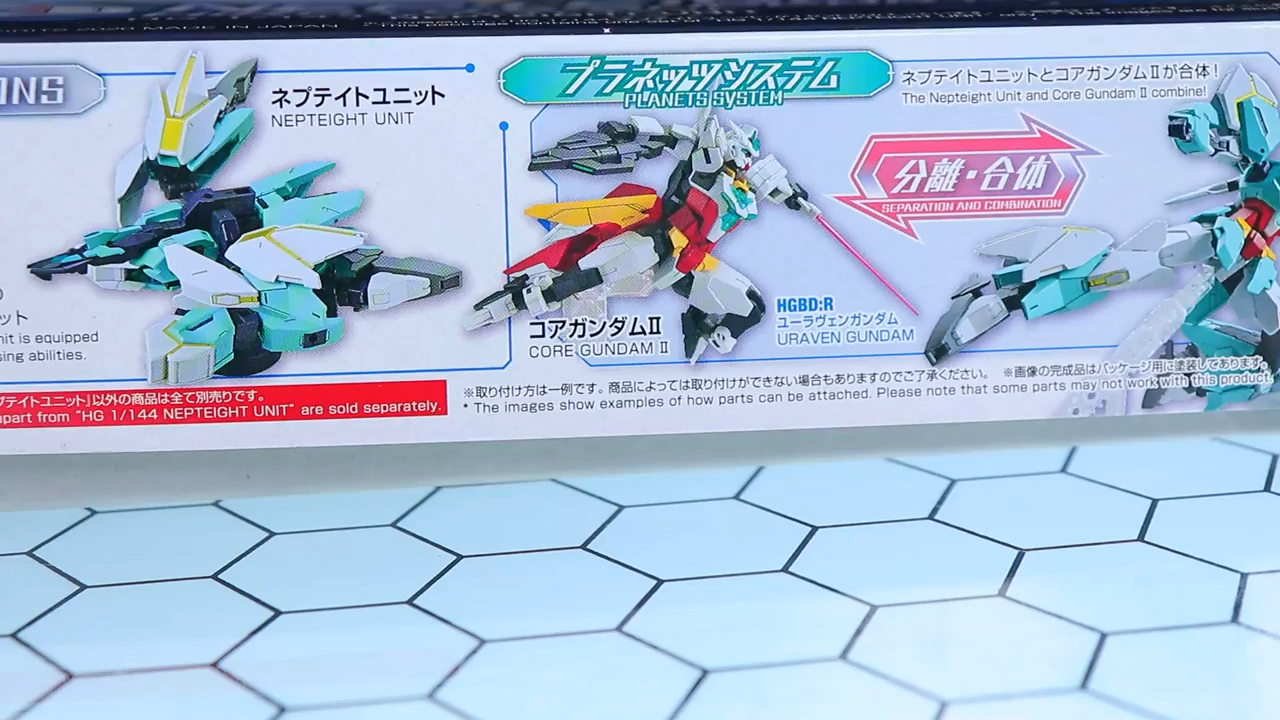 MADE IN JAPAN
ONS
ネプテイトユニット
NEPTEIGHT UNIT
プラネッツシステム
PLANETS SYSTEM
ネプテイトユニットとコアガンダムⅡが合体！
The Nepteight Unit and Core Gundam Ⅱ combine!
分離・合体
SEPARATION AND COMBINATION
ット
nit is equipped
sing abilities.
コアガンダムⅡ
CORE GUNDAM Ⅱ
HGBD:R
ユーラヴェンガンダム
URAVEN GUNDAM
プテイトユニット」以外の商品は全て別売りです。
apart from "HG 1/144 NEPTEIGHT UNIT" are sold separately.
※取り付け方は一例です。商品によっては取り付けができない場合もありますのでご了承ください。 ※画像の完成品はパッケージ用に塗装してあります。
* The images show examples of how parts can be attached. Please note that some parts may not work with this product.